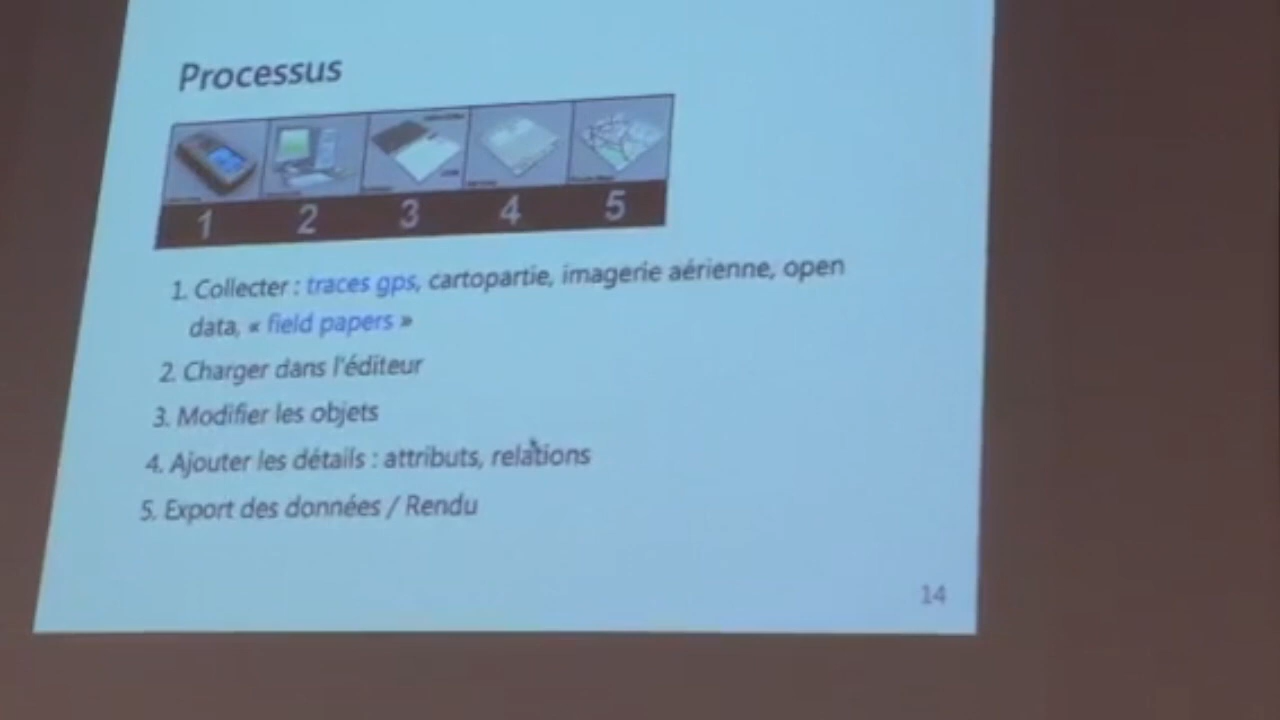 Processus
1 2 3 4 5
1. Collecter : traces gps, cartopartie, imagerie aérienne, open
data, « field papers »
2. Charger dans l'éditeur
3. Modifier les objets
4. Ajouter les détails : attributs, relations
5. Export des données / Rendu
14